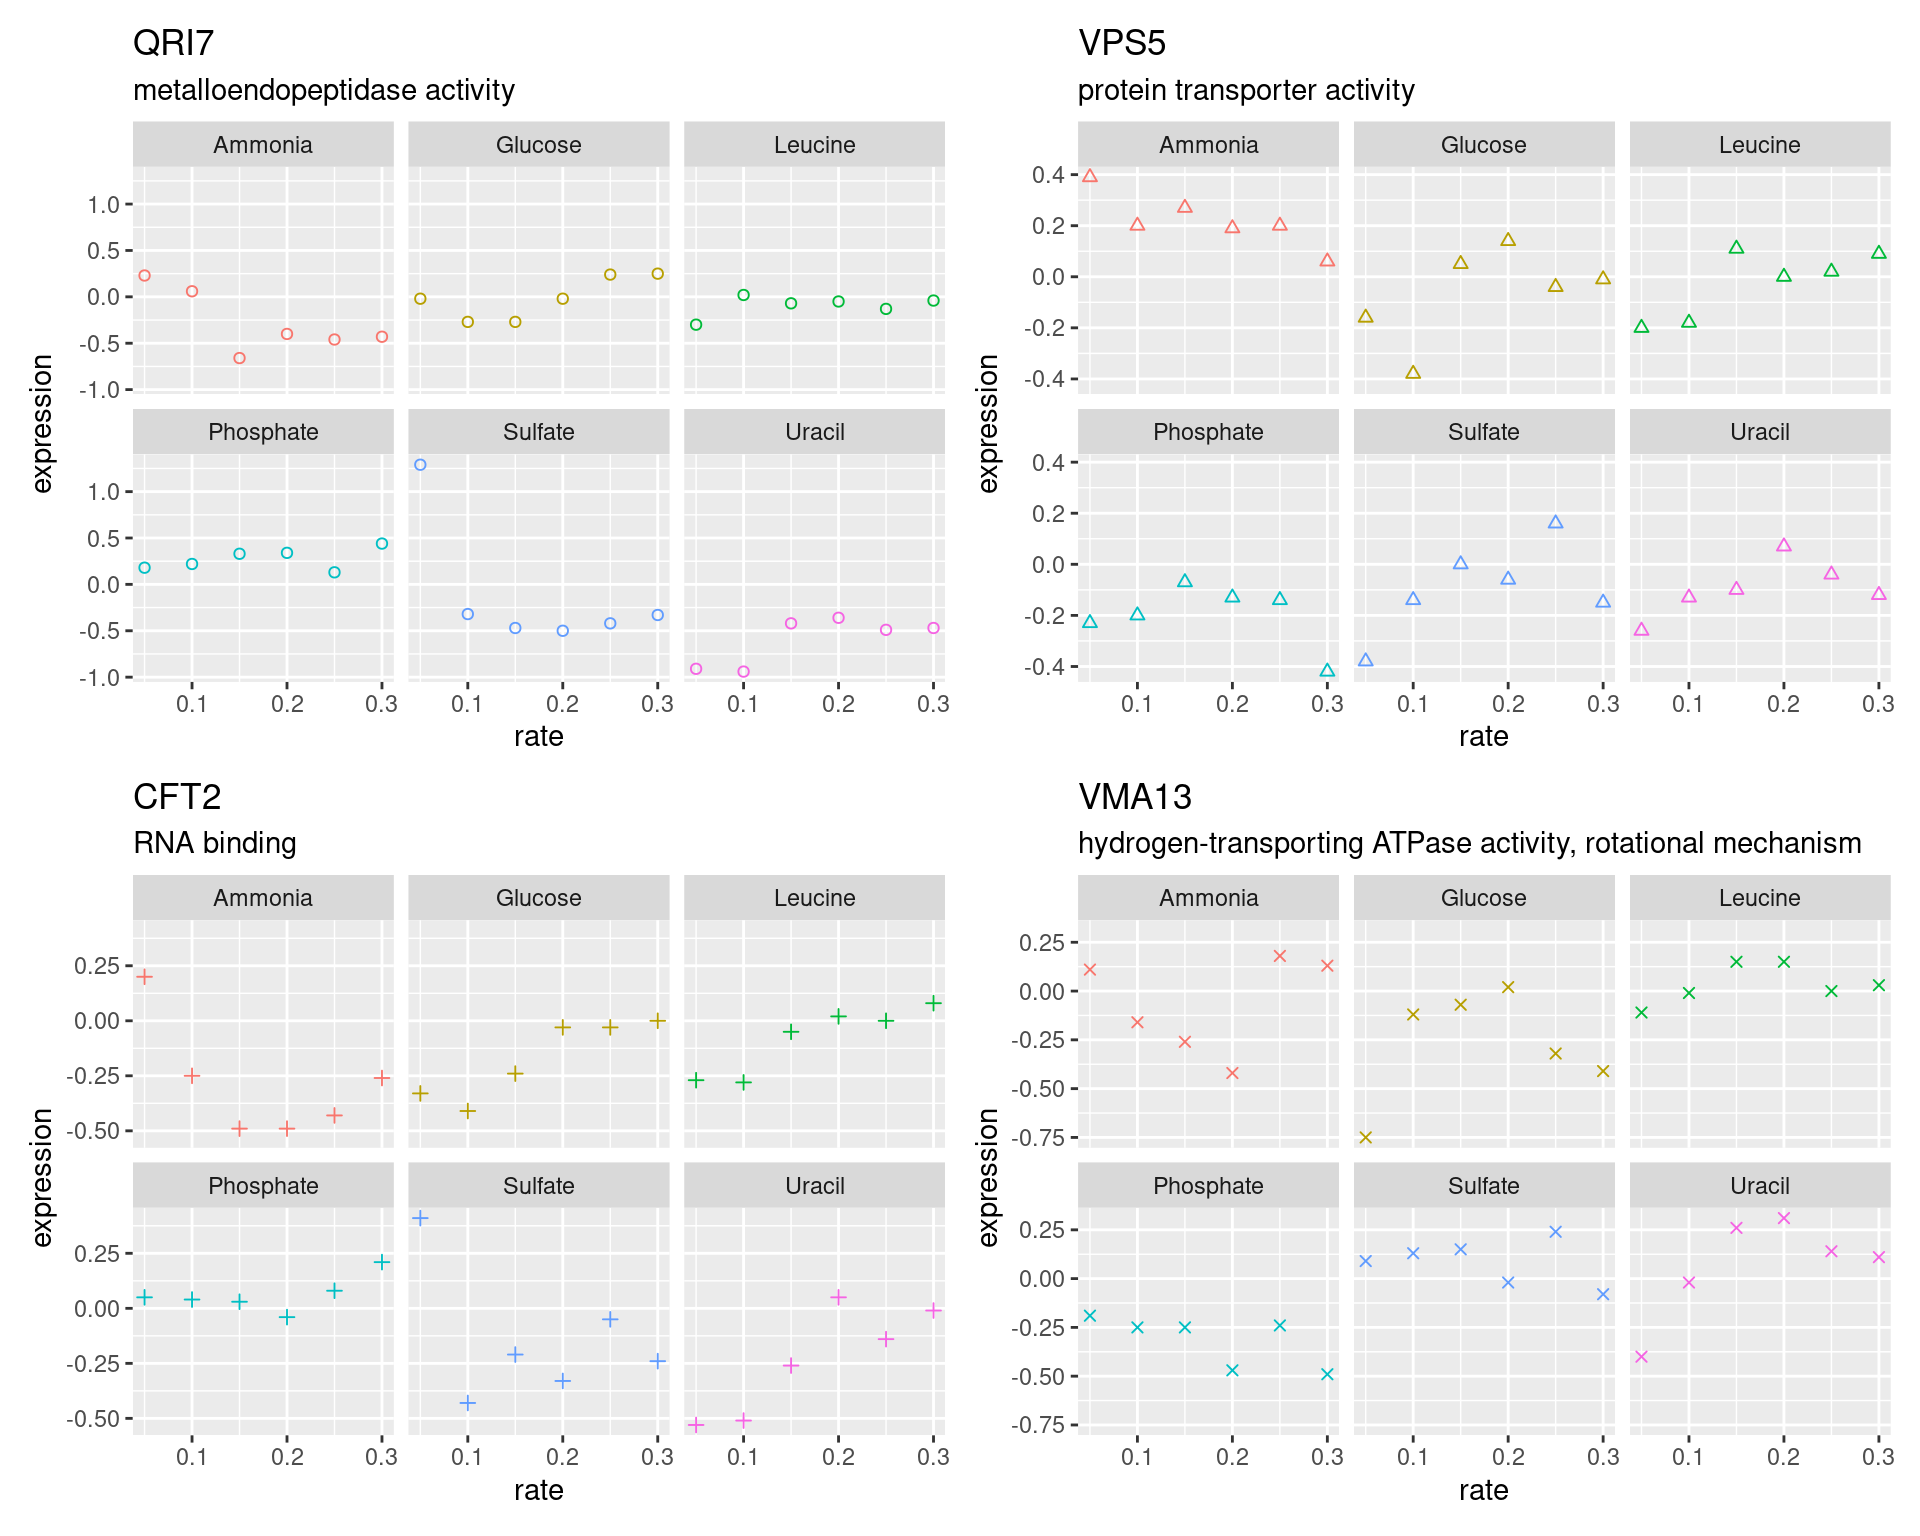 QRI7
metalloendopeptidase activity
Ammonia Glucose Leucine
1.0
0.5
0.0
-0.5
-1.0
expression
Phosphate Sulfate Uracil
1.0
0.5
0.0
-0.5
-1.0
0.1 0.2 0.3 0.1 0.2 0.3 0.1 0.2 0.3
rate
VPS5
protein transporter activity
Ammonia Glucose Leucine
0.4
0.2
0.0
-0.2
-0.4
expression
Phosphate Sulfate Uracil
0.4
0.2
0.0
-0.2
-0.4
0.1 0.2 0.3 0.1 0.2 0.3 0.1 0.2 0.3
rate
CFT2
RNA binding
Ammonia Glucose Leucine
0.25
0.00
-0.25
-0.50
expression
Phosphate Sulfate Uracil
0.25
0.00
-0.25
-0.50
0.1 0.2 0.3 0.1 0.2 0.3 0.1 0.2 0.3
rate
VMA13
hydrogen-transporting ATPase activity, rotational mechanism
Ammonia Glucose Leucine
0.25
0.00
-0.25
-0.50
-0.75
expression
Phosphate Sulfate Uracil
0.25
0.00
-0.25
-0.50
-0.75
0.1 0.2 0.3 0.1 0.2 0.3 0.1 0.2 0.3
rate